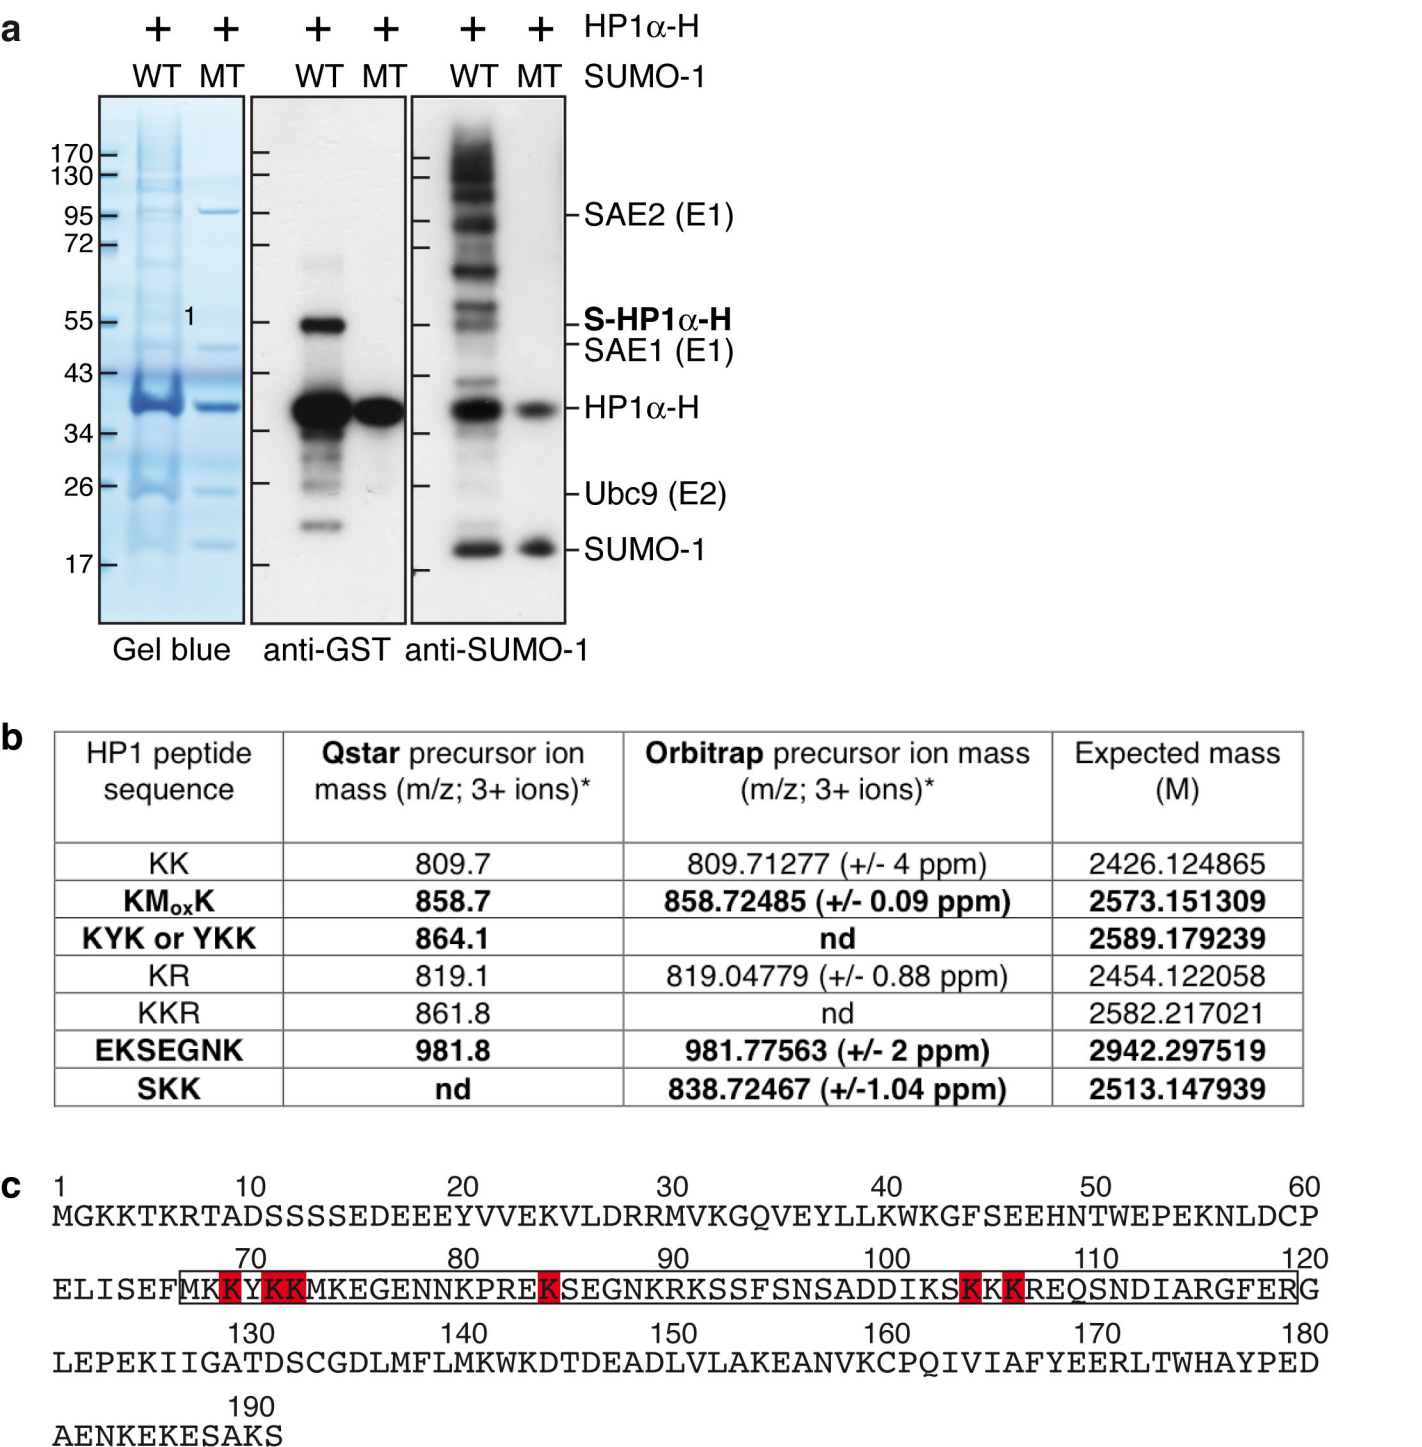 a
+ + + + + + HP1α-H
WT MT WT MT WT MT SUMO-1
170
130
95
72
55
43
34
26
17
1
SAE2 (E1)
S-HP1α-H
SAE1 (E1)
HP1α-H
Ubc9 (E2)
SUMO-1
Gel blue anti-GST anti-SUMO-1
b
HP1 peptide sequence
Qstar precursor ion mass (m/z; 3+ ions)*
Orbitrap precursor ion mass (m/z; 3+ ions)*
Expected mass (M)
KK 809.7 809.71277 (+/- 4 ppm) 2426.124865
KMoxK 858.7 858.72485 (+/- 0.09 ppm) 2573.151309
KYK or YKK 864.1 nd 2589.179239
KR 819.1 819.04779 (+/- 0.88 ppm) 2454.122058
KKR 861.8 nd 2582.217021
EKSEGNK 981.8 981.77563 (+/- 2 ppm) 2942.297519
SKK nd 838.72467 (+/-1.04 ppm) 2513.147939
c
1 10 20 30 40 50 60
MGKKTKRTADSSSSEDEEEYVVEKVLDRRMVKGQVEYLLKWKGFSEEHNTWEPEKNLDCP
70 80 90 100 110 120
ELISEFMKKYKKMKEGENNKPREKSEGNKRKSSFSNSADDIKSKKKREQSNDIARGFERG
130 140 150 160 170 180
LEPEKIIGATDSCGDLMFLMKWKDTDEADLVLAKEANVKCPQIVIAFYEERLTWHAYPED
190
AENKEKESAKS